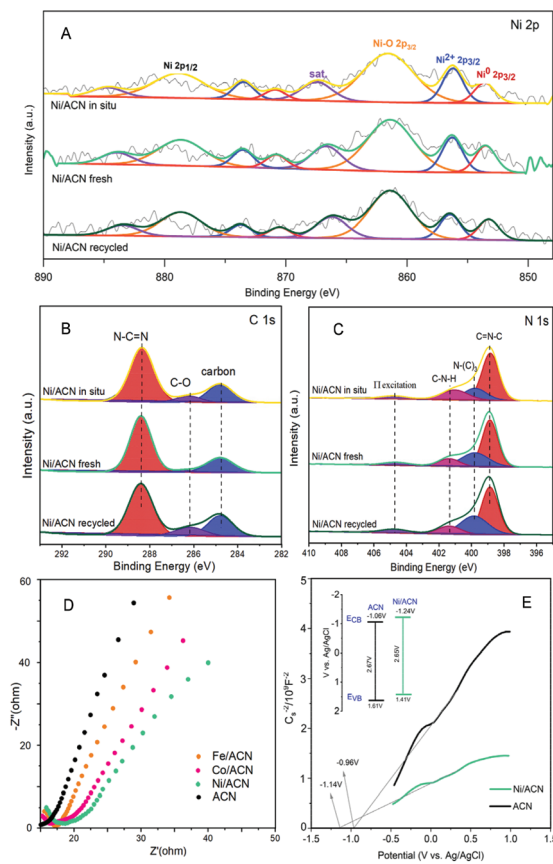 A
Ni 2p
Ni-O 2p3/2
Ni2+ 2p3/2
Ni0 2p3/2
Ni 2p1/2
sat.
Ni/ACN in situ
Ni/ACN fresh
Ni/ACN recycled
Intensity (a.u.)
890 880 870 860 850
Binding Energy (eV)
B
C 1s
N-C=N
C-O
carbon
Ni/ACN in situ
Ni/ACN fresh
Ni/ACN recycled
Intensity (a.u.)
292 290 288 286 284 282
Binding Energy (eV)
C
N 1s
C=N-C
N-(C)3
C-N-H
Π excitation
Ni/ACN in situ
Ni/ACN fresh
Ni/ACN recycled
Intensity (a.u.)
410 408 406 404 402 400 398 396
Binding Energy (eV)
D
-60
-40
20
0
-Z''(ohm)
Fe/ACN
Co/ACN
Ni/ACN
ACN
20 30 40 50
Z'(ohm)
E
4
3
2
1
0
Cs-2/109F-2
ACN
Ni/ACN
-1.06V
-1.24V
ECB
EVB
-1
0
1
2
V vs. Ag/AgCl
2.67V
2.65V
1.61V
1.41V
-0.96V
-1.14V
Ni/ACN
ACN
-1.5 -1.0 -0.5 0.0 0.5 1.0 1.5
Potential (V vs. Ag/AgCl)